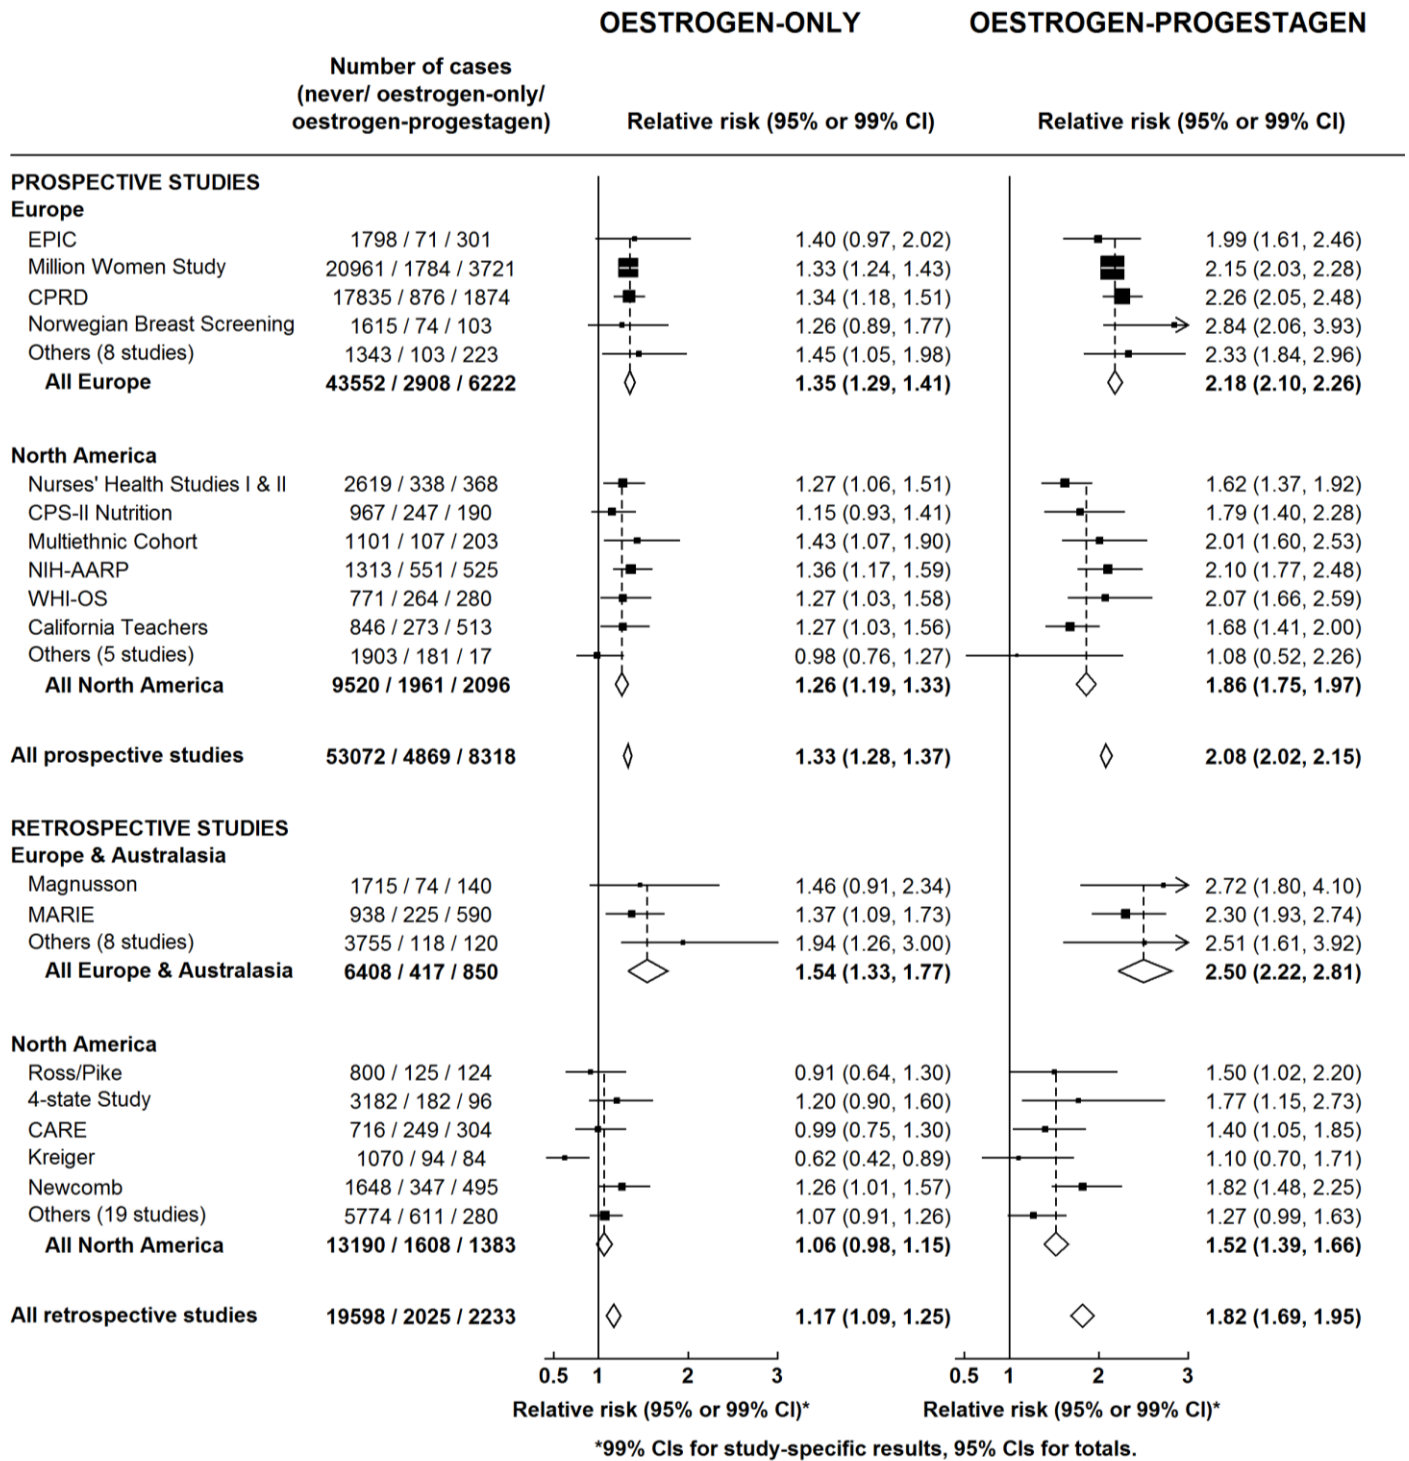 OESTROGEN-ONLY OESTROGEN-PROGESTAGEN
Number of cases
(never/ oestrogen-only/
oestrogen-progestagen) Relative risk (95% or 99% CI) Relative risk (95% or 99% CI)
PROSPECTIVE STUDIES
Europe
EPIC 1798 / 71 / 301 1.40 (0.97, 2.02) 1.99 (1.61, 2.46)
Million Women Study 20961 / 1784 / 3721 1.33 (1.24, 1.43) 2.15 (2.03, 2.28)
CPRD 17835 / 876 / 1874 1.34 (1.18, 1.51) 2.26 (2.05, 2.48)
Norwegian Breast Screening 1615 / 74 / 103 1.26 (0.89, 1.77) 2.84 (2.06, 3.93)
Others (8 studies) 1343 / 103 / 223 1.45 (1.05, 1.98) 2.33 (1.84, 2.96)
All Europe 43552 / 2908 / 6222 1.35 (1.29, 1.41) 2.18 (2.10, 2.26)
North America
Nurses' Health Studies I & II 2619 / 338 / 368 1.27 (1.06, 1.51) 1.62 (1.37, 1.92)
CPS-II Nutrition 967 / 247 / 190 1.15 (0.93, 1.41) 1.79 (1.40, 2.28)
Multiethnic Cohort 1101 / 107 / 203 1.43 (1.07, 1.90) 2.01 (1.60, 2.53)
NIH-AARP 1313 / 551 / 525 1.36 (1.17, 1.59) 2.10 (1.77, 2.48)
WHI-OS 771 / 264 / 280 1.27 (1.03, 1.58) 2.07 (1.66, 2.59)
California Teachers 846 / 273 / 513 1.27 (1.03, 1.56) 1.68 (1.41, 2.00)
Others (5 studies) 1903 / 181 / 17 0.98 (0.76, 1.27) 1.08 (0.52, 2.26)
All North America 9520 / 1961 / 2096 1.26 (1.19, 1.33) 1.86 (1.75, 1.97)
All prospective studies 53072 / 4869 / 8318 1.33 (1.28, 1.37) 2.08 (2.02, 2.15)
RETROSPECTIVE STUDIES
Europe & Australasia
Magnusson 1715 / 74 / 140 1.46 (0.91, 2.34) 2.72 (1.80, 4.10)
MARIE 938 / 225 / 590 1.37 (1.09, 1.73) 2.30 (1.93, 2.74)
Others (8 studies) 3755 / 118 / 120 1.94 (1.26, 3.00) 2.51 (1.61, 3.92)
All Europe & Australasia 6408 / 417 / 850 1.54 (1.33, 1.77) 2.50 (2.22, 2.81)
North America
Ross/Pike 800 / 125 / 124 0.91 (0.64, 1.30) 1.50 (1.02, 2.20)
4-state Study 3182 / 182 / 96 1.20 (0.90, 1.60) 1.77 (1.15, 2.73)
CARE 716 / 249 / 304 0.99 (0.75, 1.30) 1.40 (1.05, 1.85)
Kreiger 1070 / 94 / 84 0.62 (0.42, 0.89) 1.10 (0.70, 1.71)
Newcomb 1648 / 347 / 495 1.26 (1.01, 1.57) 1.82 (1.48, 2.25)
Others (19 studies) 5774 / 611 / 280 1.07 (0.91, 1.26) 1.27 (0.99, 1.63)
All North America 13190 / 1608 / 1383 1.06 (0.98, 1.15) 1.52 (1.39, 1.66)
All retrospective studies 19598 / 2025 / 2233 1.17 (1.09, 1.25) 1.82 (1.69, 1.95)
0.5 1 2 3 0.5 1 2 3
Relative risk (95% or 99% CI)* Relative risk (95% or 99% CI)*
*99% CIs for study-specific results, 95% CIs for totals.